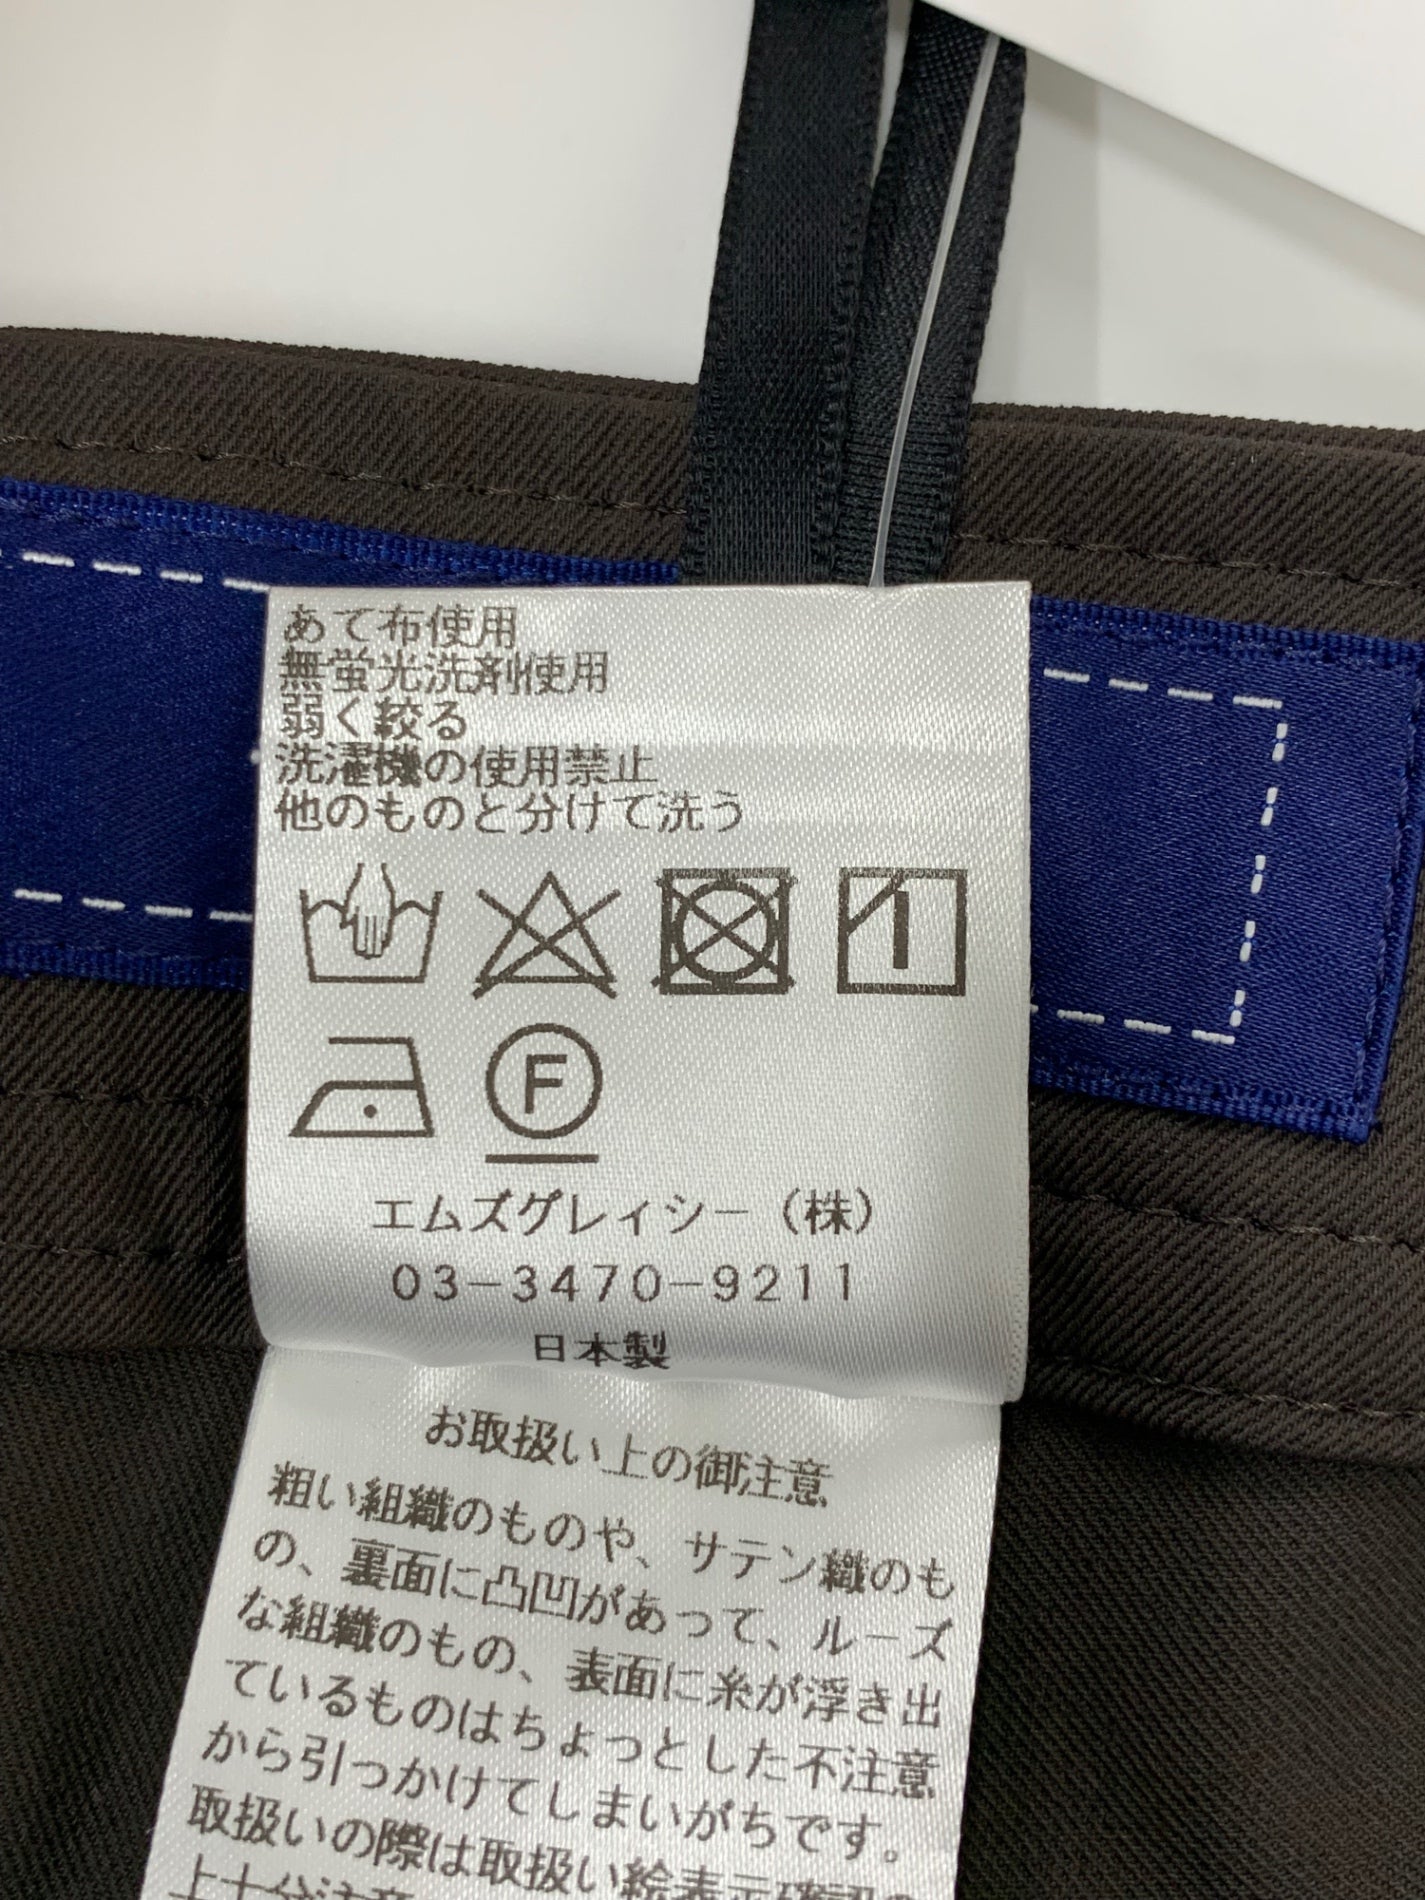 あて布使用
無蛍光洗剤使用
弱く絞る
洗濯機の使用禁止
他のものと分けて洗う
F
エムズグレィシー（株）
03-3470-9211
日本製
お取扱い上の御注意
粗い組織のものや、サテン織のも
の、裏面に凸凹があって、ルーズ
な組織のもの、表面に糸が浮き出
ているものはちょっとした不注意
から引っかけてしまいがちです。
取扱いの際は取扱い絵表示確認の
上十分注意